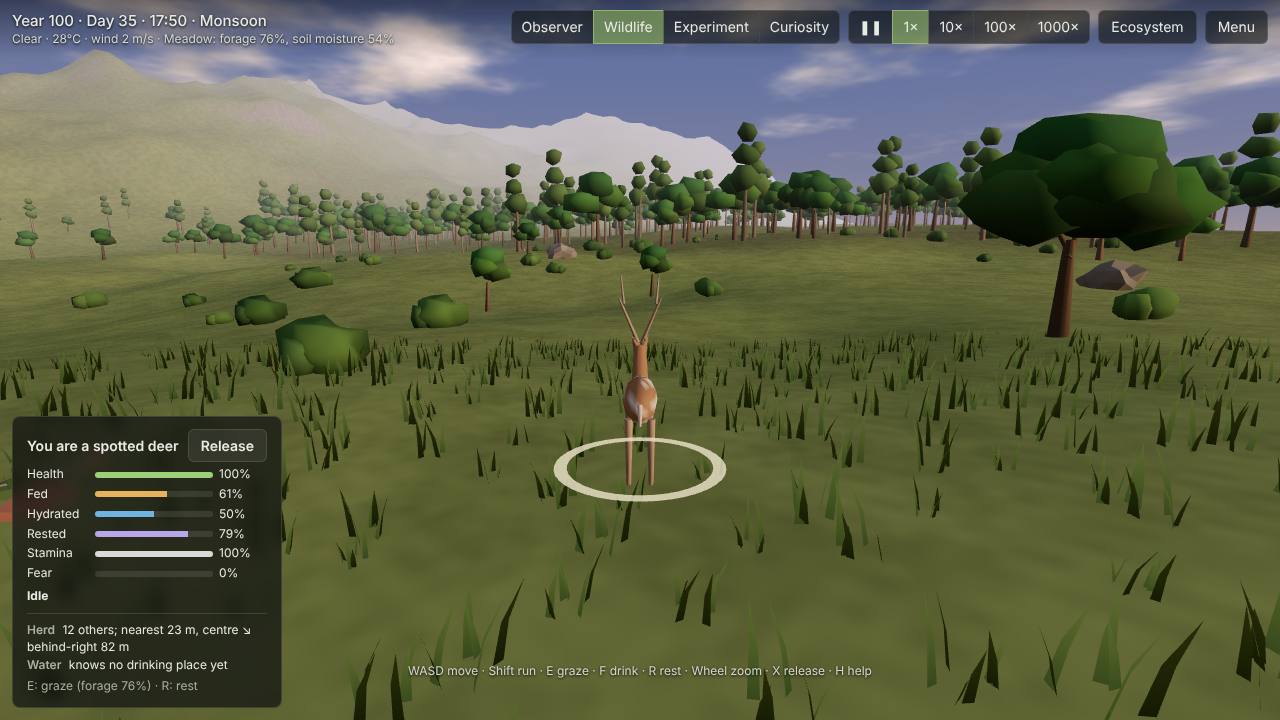 Year 100 · Day 35 · 17:50 · Monsoon
Clear · 28°C · wind 2 m/s · Meadow: forage 76%, soil moisture 54%
Observer Wildlife Experiment Curiosity ❚❚ 1× 10× 100× 1000× Ecosystem Menu
You are a spotted deer Release
Health 100%
Fed 61%
Hydrated 50%
Rested 79%
Stamina 100%
Fear 0%
Idle
Herd 12 others; nearest 23 m, centre ↘
behind-right 82 m
Water knows no drinking place yet
E: graze (forage 76%) · R: rest
WASD move · Shift run · E graze · F drink · R rest · Wheel zoom · X release · H help